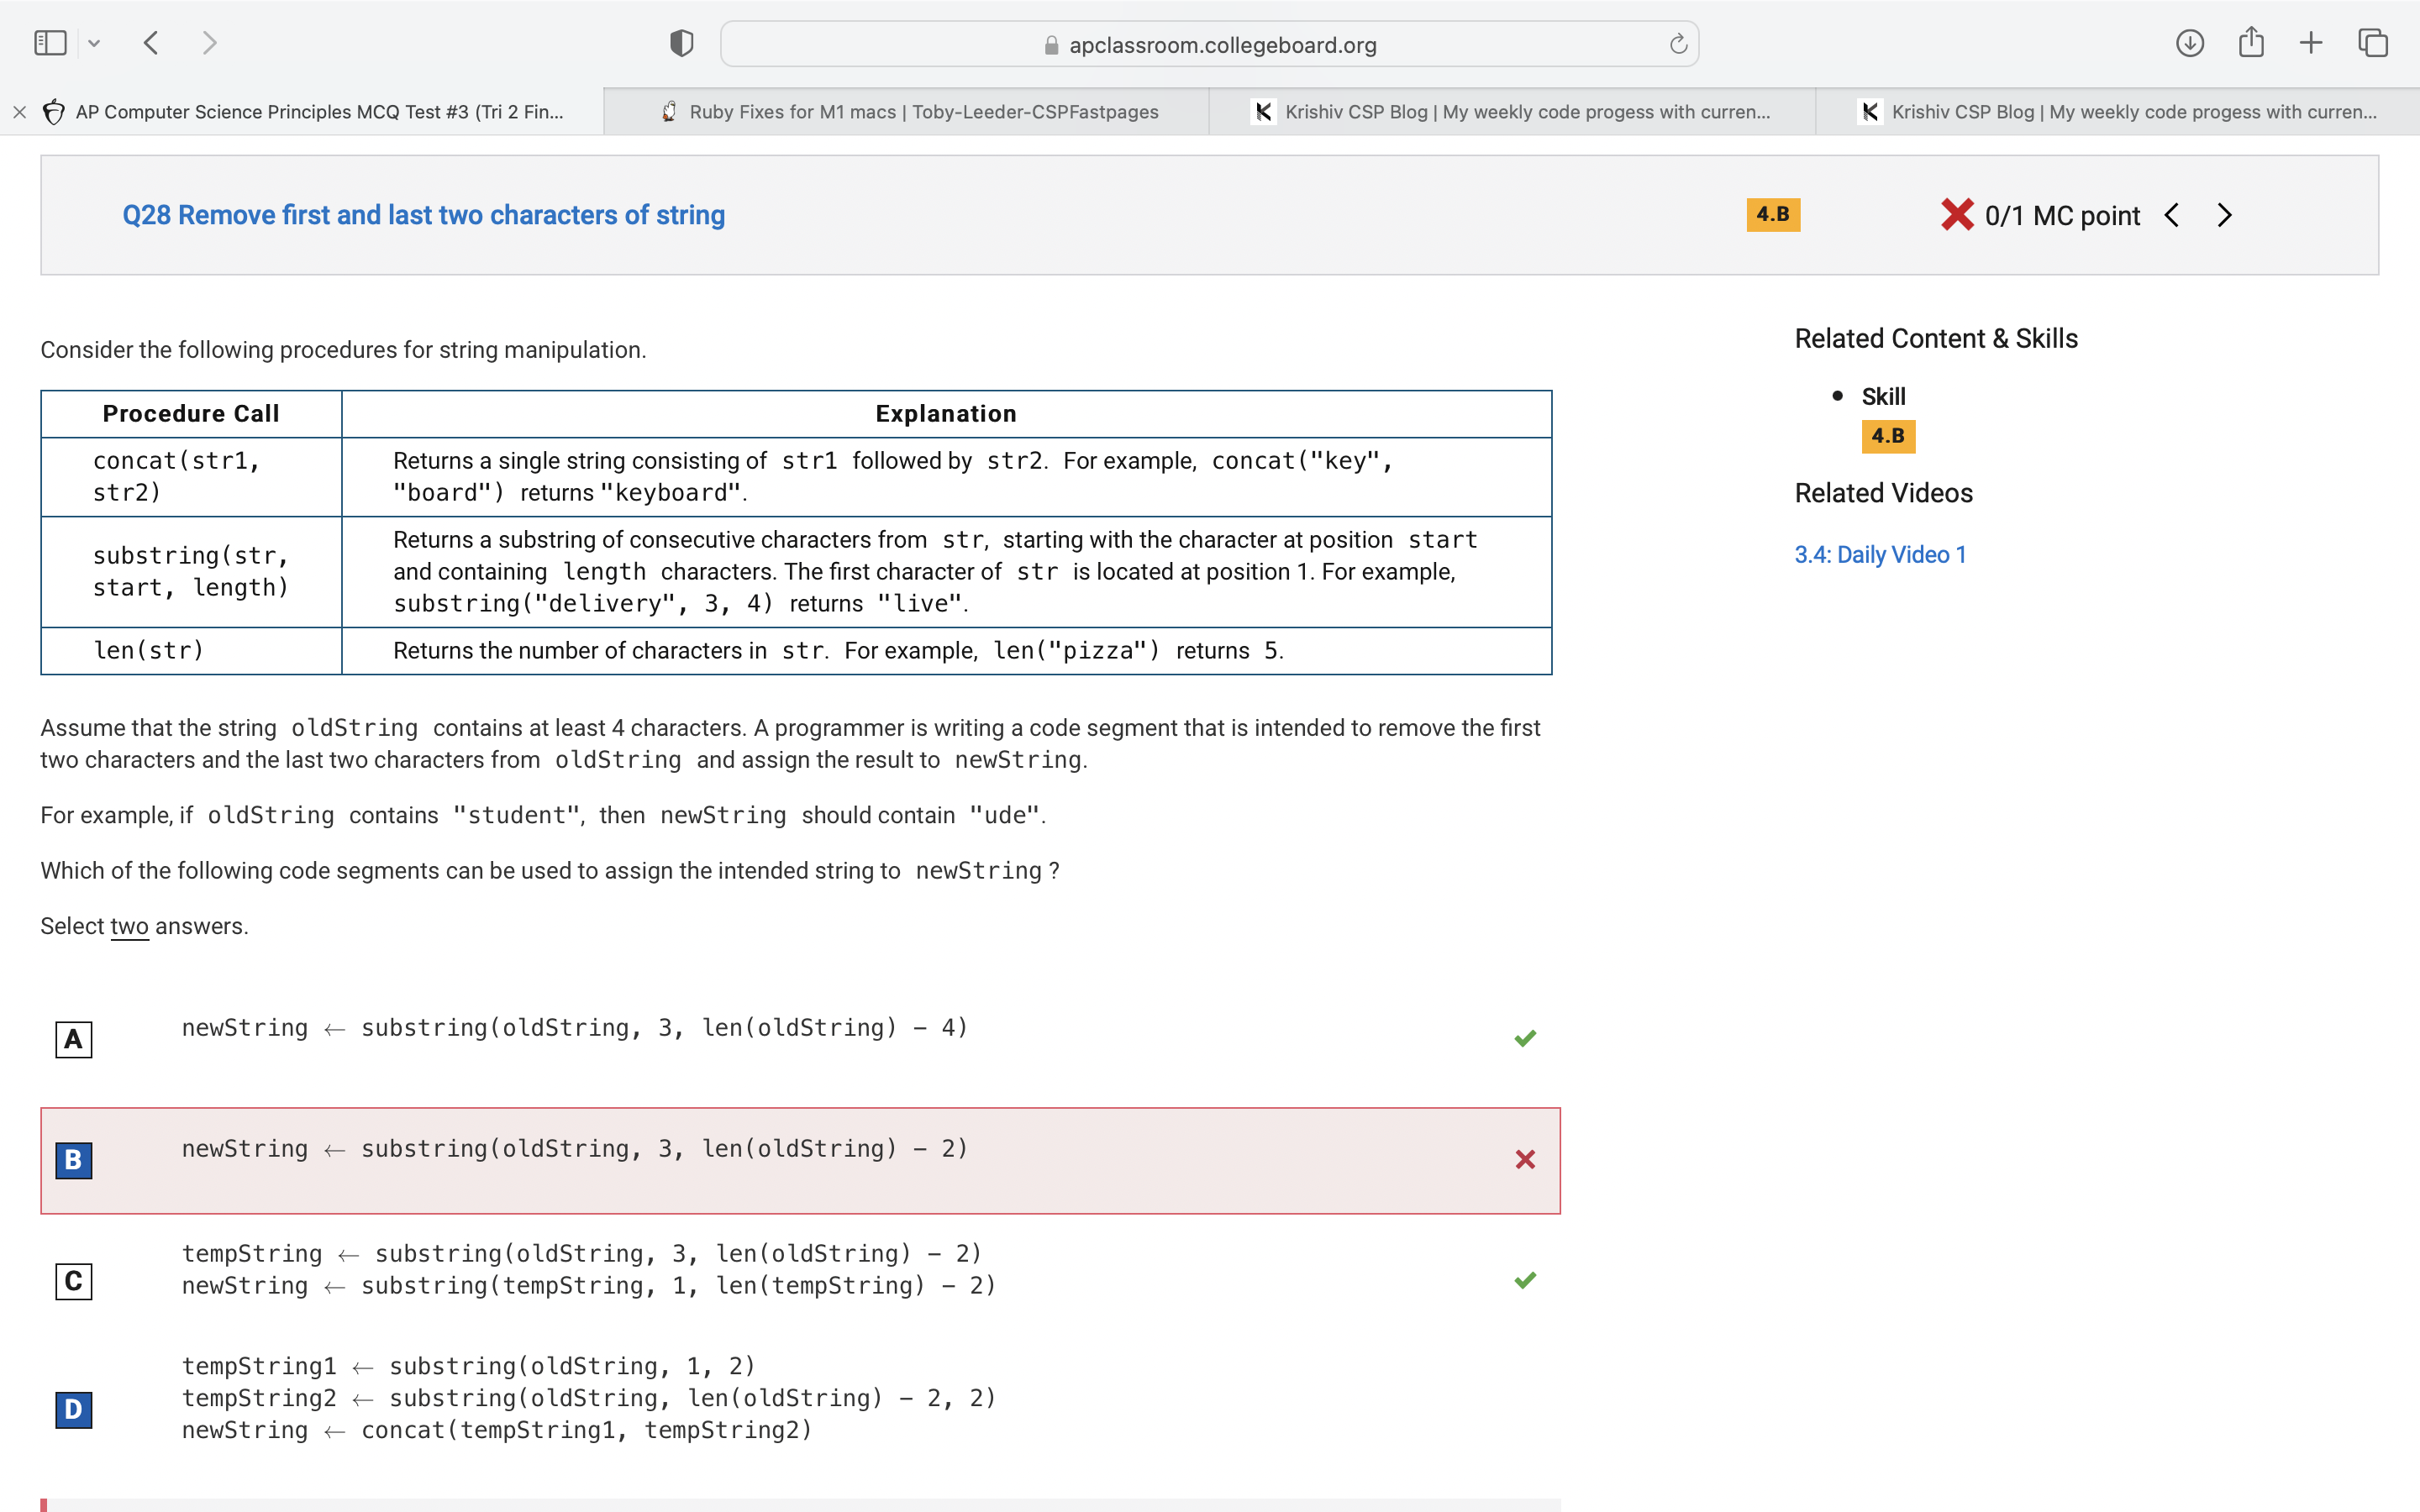 apclassroom.collegeboard.org
AP Computer Science Principles MCQ Test #3 (Tri 2 Fin...
Ruby Fixes for M1 macs | Toby-Leeder-CSPFastpages
Krishiv CSP Blog | My weekly code progess with curren...
Krishiv CSP Blog | My weekly code progess with curren...
Q28 Remove first and last two characters of string
4.B
0/1 MC point
Consider the following procedures for string manipulation.
Procedure Call
Explanation
concat(str1,
str2)
Returns a single string consisting of str1 followed by str2. For example, concat("key",
"board") returns "keyboard".
substring(str,
start, length)
Returns a substring of consecutive characters from str, starting with the character at position start
and containing length characters. The first character of str is located at position 1. For example,
substring("delivery", 3, 4) returns "live".
len(str)
Returns the number of characters in str. For example, len("pizza") returns 5.
Assume that the string oldString contains at least 4 characters. A programmer is writing a code segment that is intended to remove the first
two characters and the last two characters from oldString and assign the result to newString.
For example, if oldString contains "student", then newString should contain "ude".
Which of the following code segments can be used to assign the intended string to newString ?
Select two answers.
A
newString ← substring(oldString, 3, len(oldString) - 4)
B
newString ← substring(oldString, 3, len(oldString) - 2)
C
tempString ← substring(oldString, 3, len(oldString) - 2)
newString ← substring(tempString, 1, len(tempString) - 2)
D
tempString1 ← substring(oldString, 1, 2)
tempString2 ← substring(oldString, len(oldString) - 2, 2)
newString ← concat(tempString1, tempString2)
Related Content & Skills
• Skill
4.B
Related Videos
3.4: Daily Video 1